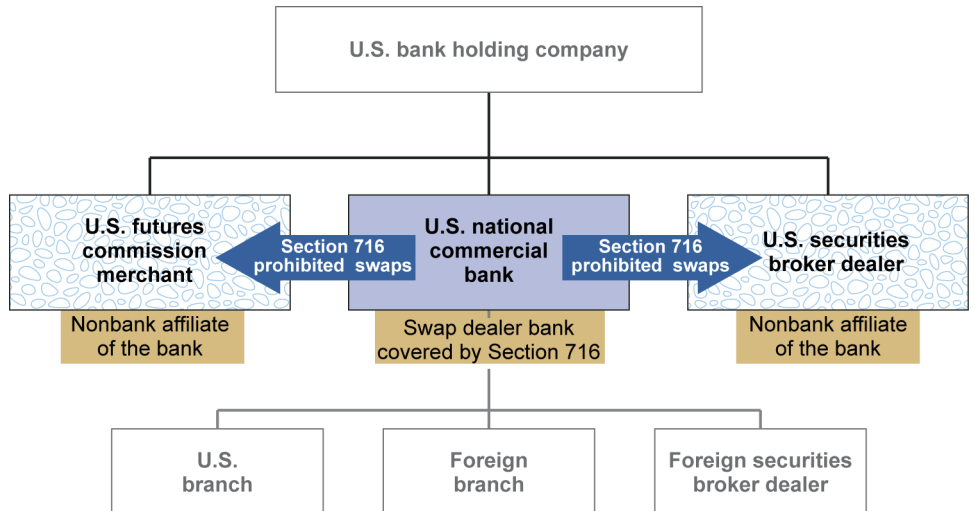 U.S. bank holding company
U.S. futures
commission
merchant
Section 716
prohibited swaps
U.S. national
commercial
bank
Section 716
prohibited swaps
U.S. securities
broker dealer
Nonbank affiliate
of the bank
Swap dealer bank
covered by Section 716
Nonbank affiliate
of the bank
U.S.
branch
Foreign
branch
Foreign securities
broker dealer